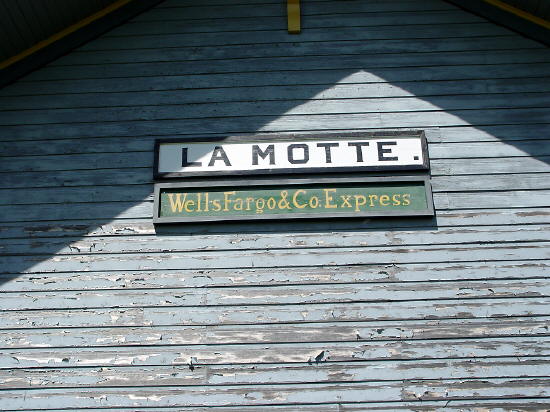 LA MOTTE.
Wells Fargo & Co. Express